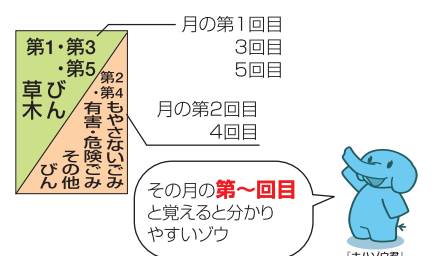 月の第1回目
3回目
5回目
第1・第3
・第5
びん
草木
第2
・第4
もやさないごみ
有害・危険ごみ
その他
びん
月の第2回目
4回目
その月の第～回目
と覚えると分かり
やすいゾウ